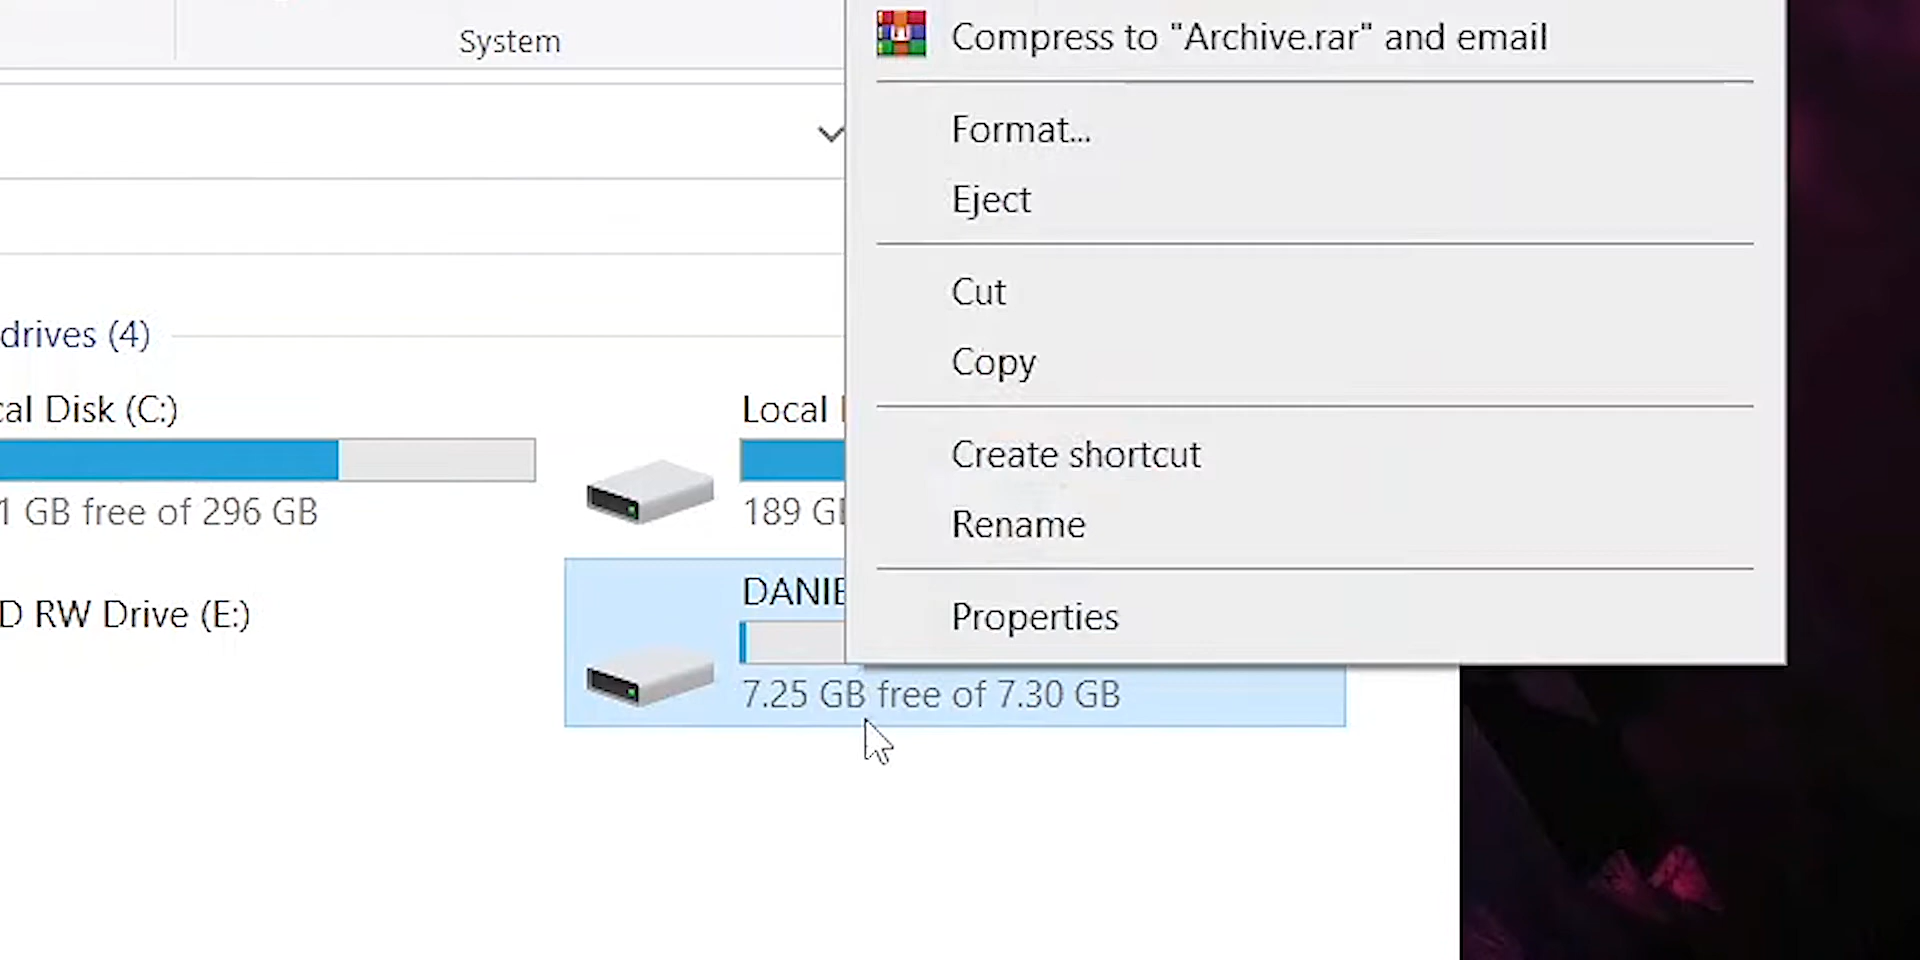 System
Compress to "Archive.rar" and email
Format...
Eject
Cut
Copy
Create shortcut
Rename
Properties
drives (4)
cal Disk (C:)
1 GB free of 296 GB
Local
189 GB
D RW Drive (E:)
DANIE
7.25 GB free of 7.30 GB